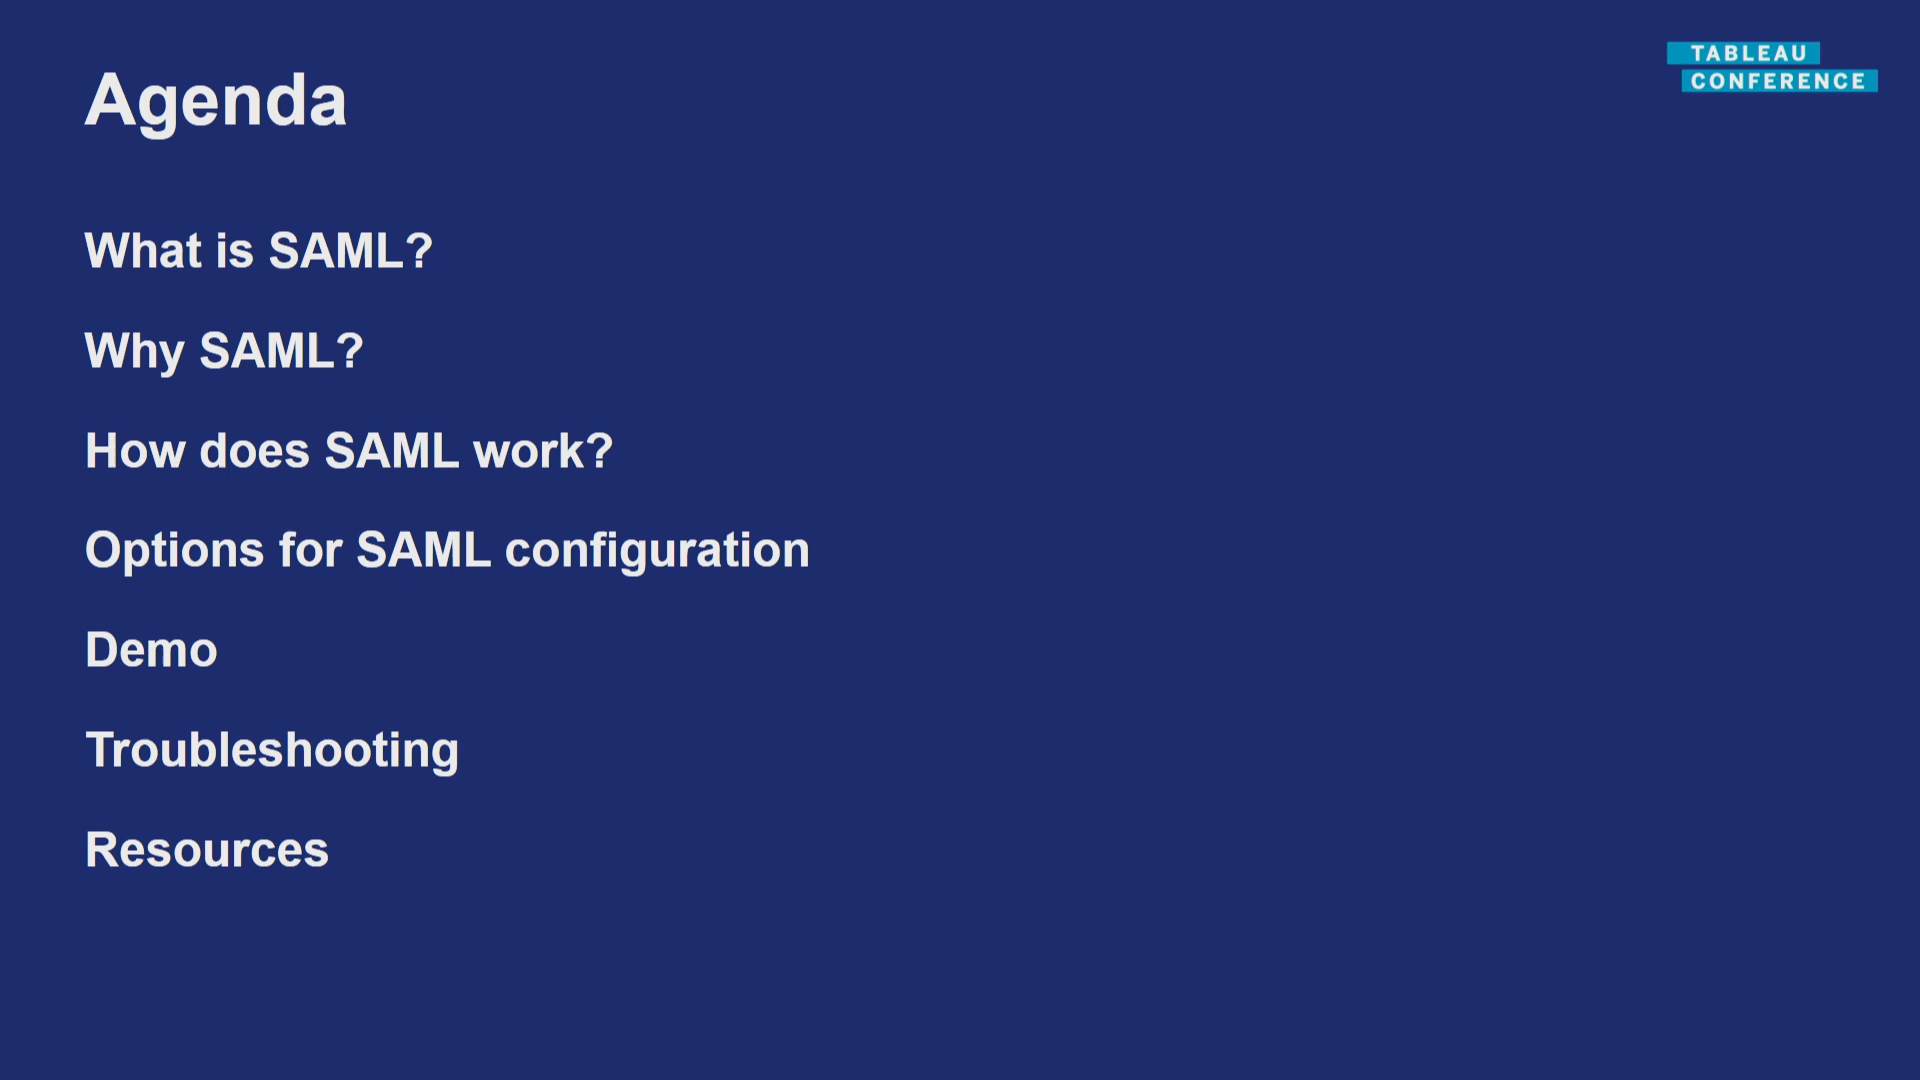 Agenda
TABLEAU
CONFERENCE
What is SAML?
Why SAML?
How does SAML work?
Options for SAML configuration
Demo
Troubleshooting
Resources